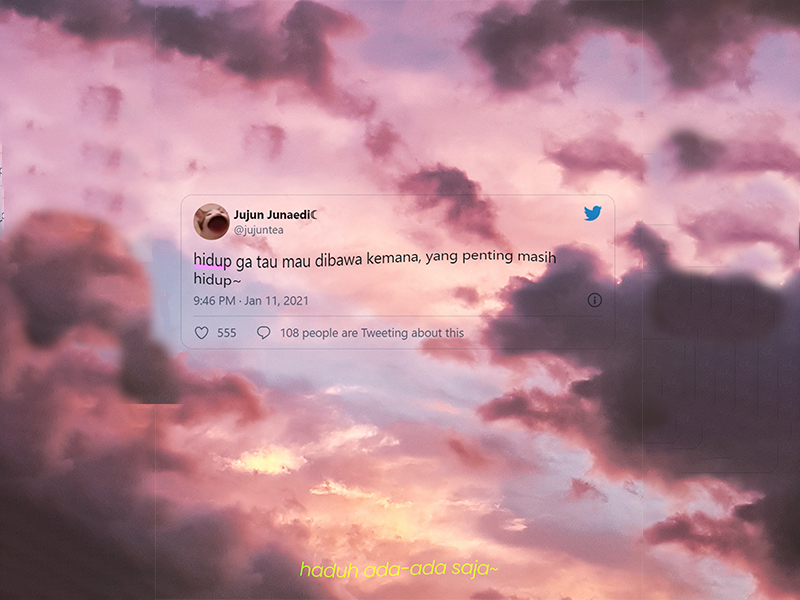 Jujun Junaedi☾
@jujuntea
hidup ga tau mau dibawa kemana, yang penting masih
hidup~
9:46 PM · Jan 11, 2021
555
108 people are Tweeting about this
haduh ada-ada saja~